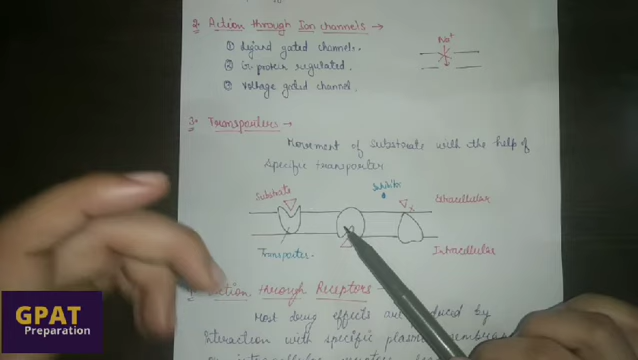 2. Action through Ion channels →
① Ligand gated channels.
② G protein regulated.
③ Voltage gated channel.
Na+
3. Transporters →
Movement of substrate with the help of
specific transporter
Substrate
Inhibitor
Extracellular
Transporter.
Intracellular
Action through Receptors
Most drug effects are produced by
interaction with specific plasma membrane
GPAT
Preparation